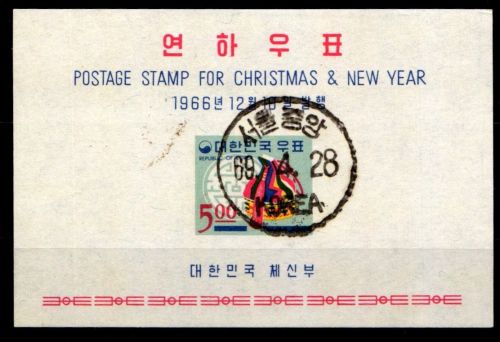 연하우표
POSTAGE STAMP FOR CHRISTMAS & NEW YEAR
1966년 12월 10일 발행
서울중앙
대한민국우표
REPUBLIC OF
69. 4. 28
5.00
KOREA
대한민국 체신부